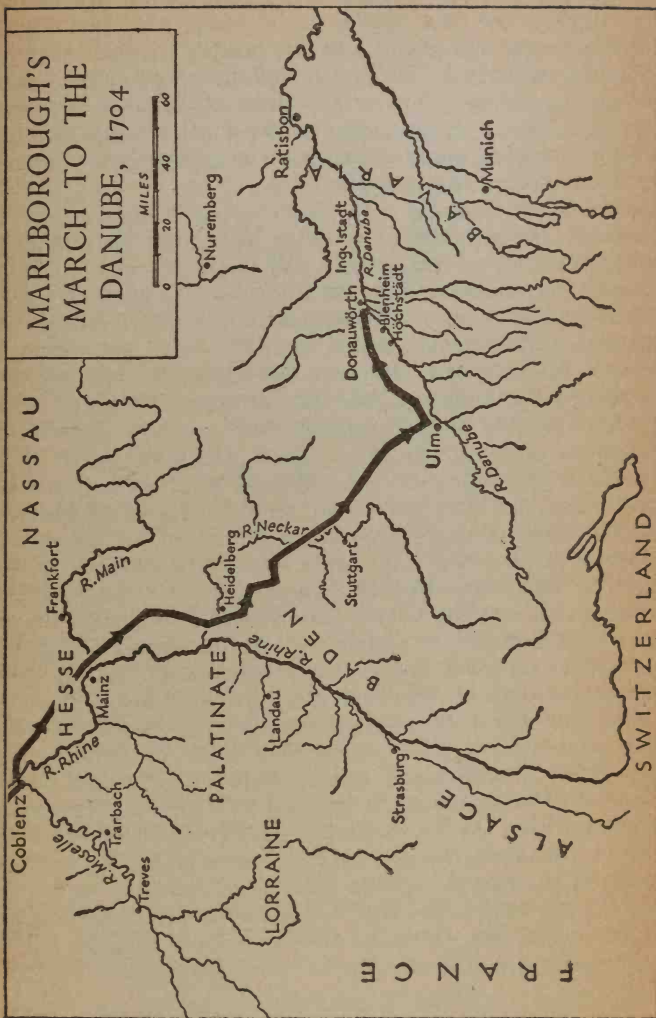 MARLBOROUGH'S
MARCH TO THE
DANUBE, 1704
MILES
0 20 40 60
NASSAU
Coblenz
Frankfort
HESSE
R. Main
Mainz
R. Rhine
Nuremberg
Trarbach
R. Moselle
Treves
PALATINATE
Heidelberg
R. Neckar
Ratisbon
R. Rhine
BADEN
Landau
Stuttgart
LORRAINE
Donauwörth
Ingolstadt
R. Danube
Blenheim
Höchstädt
BAVARIA
Munich
Ulm
R. Danube
Strasburg
ALSACE
FRANCE
SWITZERLAND